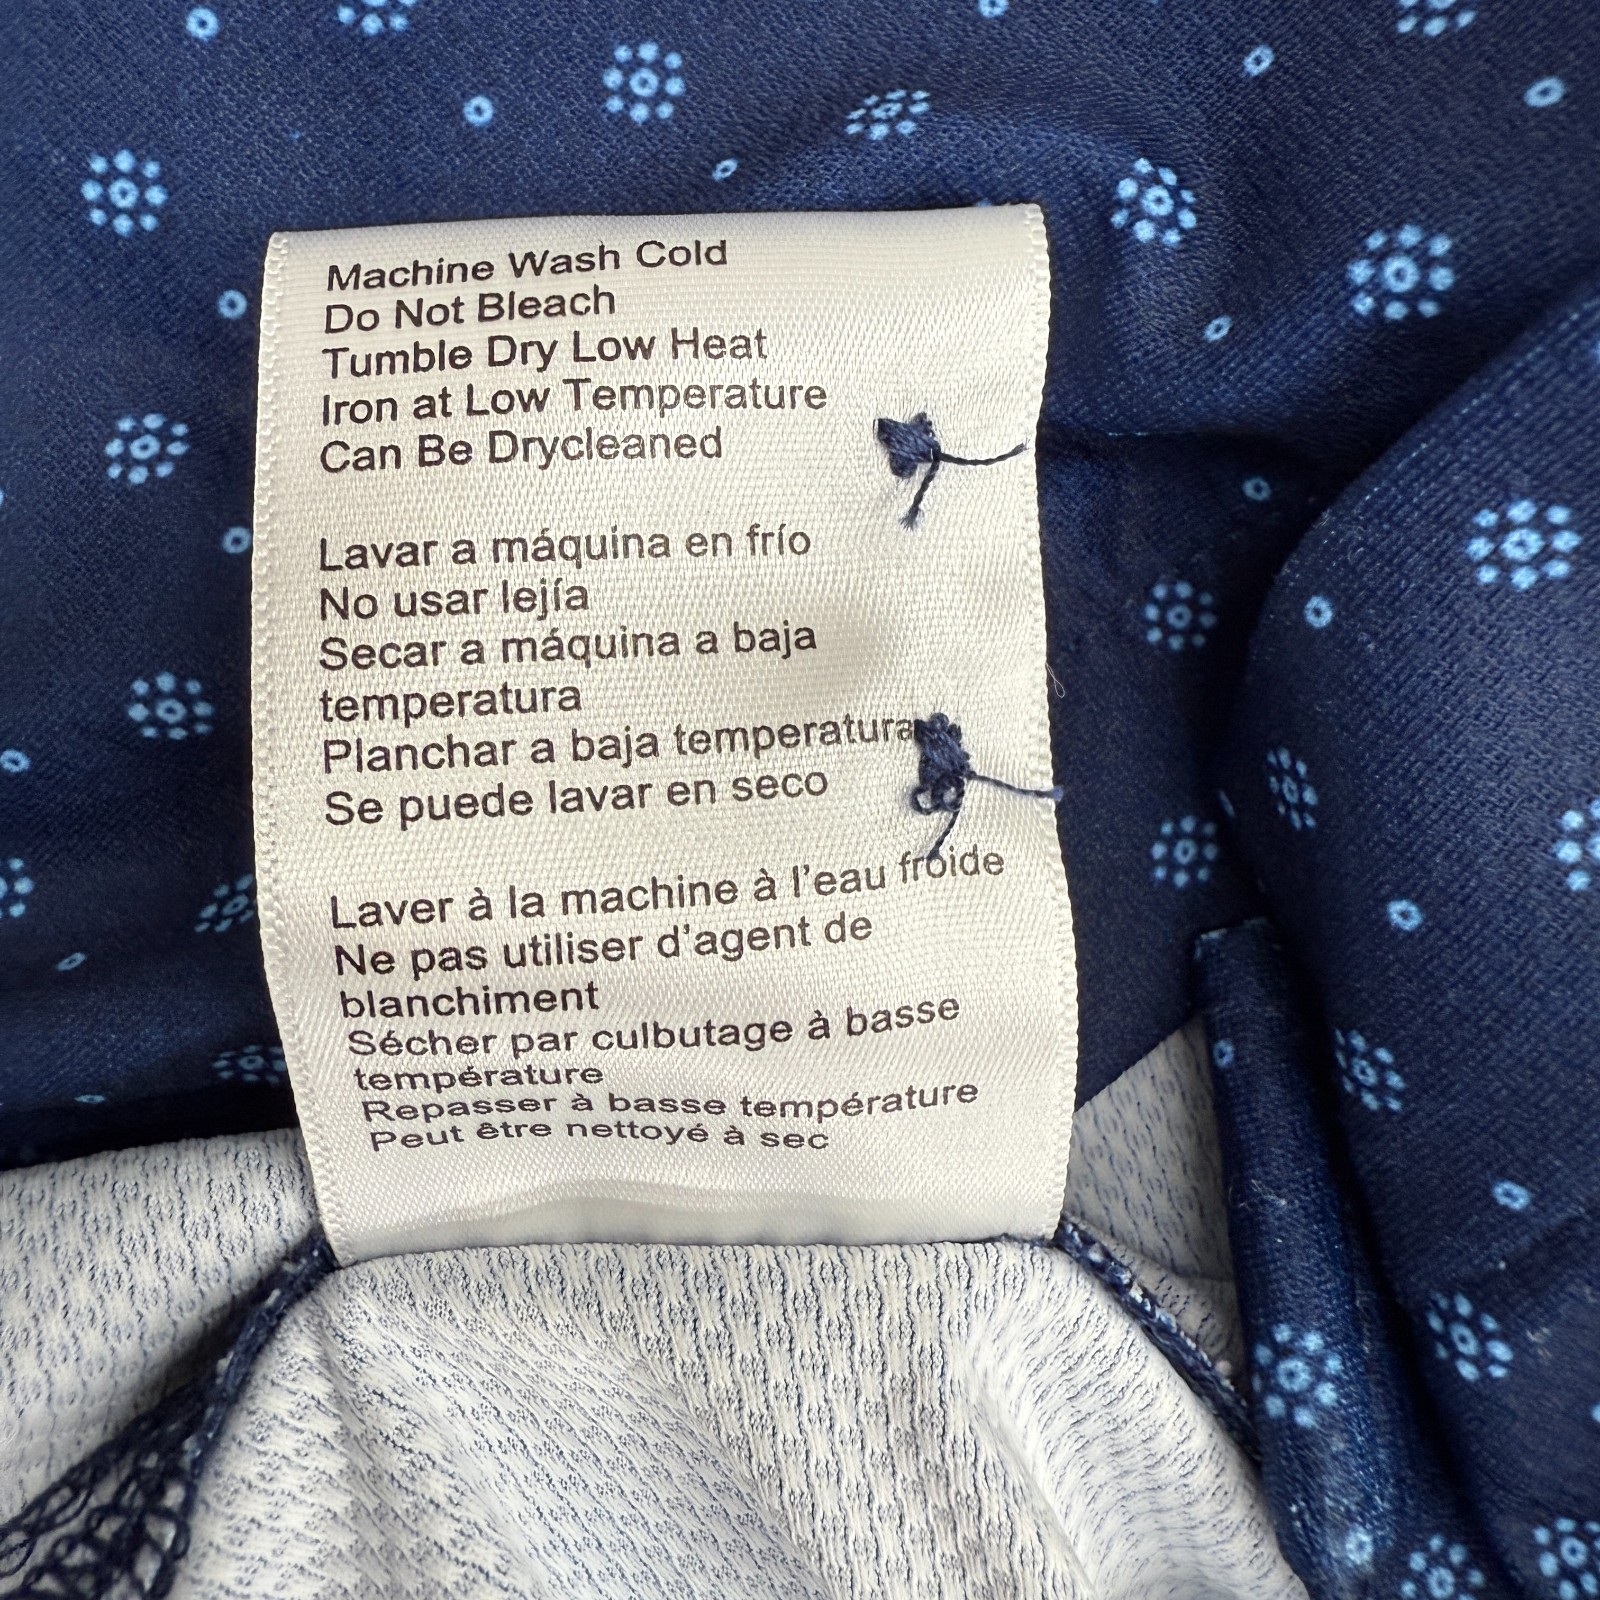 Machine Wash Cold
Do Not Bleach
Tumble Dry Low Heat
Iron at Low Temperature
Can Be Drycleaned
Lavar a máquina en frío
No usar lejía
Secar a máquina a baja
temperatura
Planchar a baja temperatura
Se puede lavar en seco
Laver à la machine à l'eau froide
Ne pas utiliser d'agent de
blanchiment
Sécher par culbutage à basse
température
Repasser à basse température
Peut être nettoyé à sec